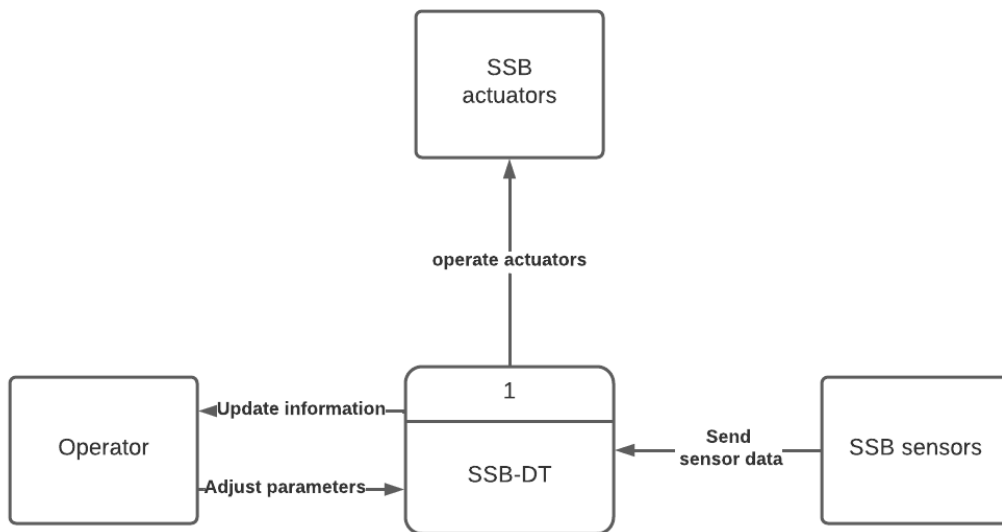 SSB
actuators
operate actuators
1
Update information
Operator
Adjust parameters
SSB-DT
Send
sensor data
SSB sensors